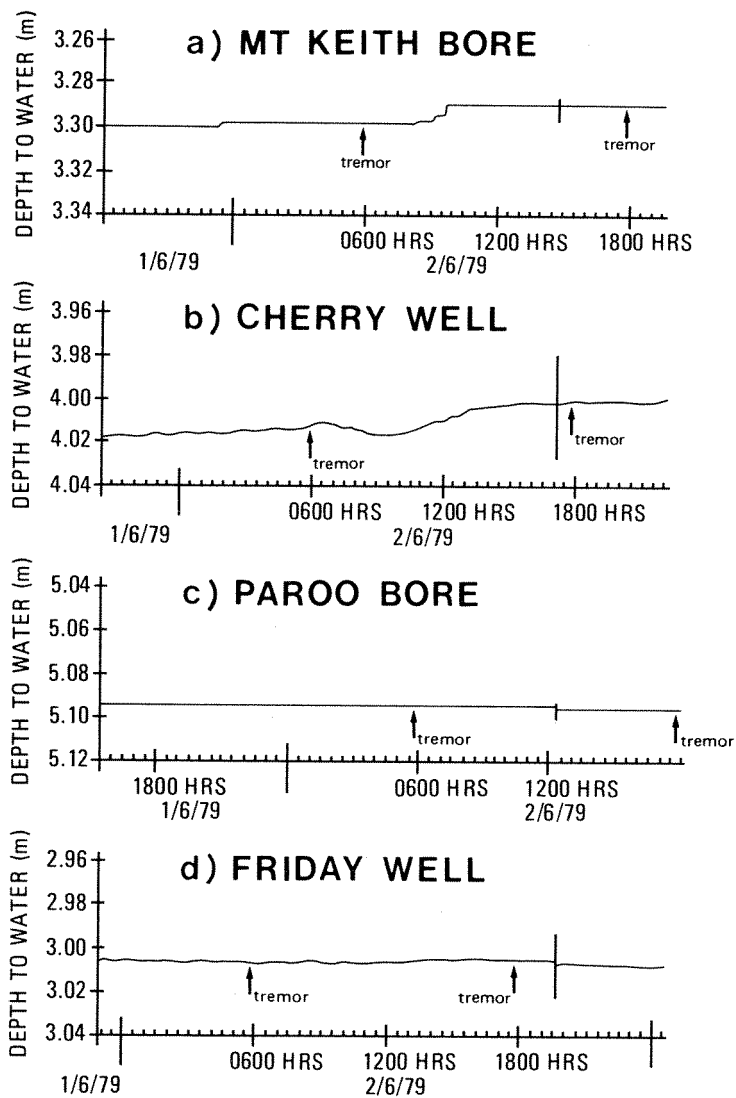 a) MT KEITH BORE
DEPTH TO WATER (m)
3.26
3.28
3.30
3.32
3.34
tremor
tremor
0600 HRS 1200 HRS 1800 HRS
1/6/79 2/6/79
b) CHERRY WELL
DEPTH TO WATER (m)
3.96
3.98
4.00
4.02
4.04
tremor
tremor
0600 HRS 1200 HRS 1800 HRS
1/6/79 2/6/79
c) PAROO BORE
DEPTH TO WATER (m)
5.04
5.06
5.08
5.10
5.12
tremor
tremor
1800 HRS 0600 HRS 1200 HRS
1/6/79 2/6/79
d) FRIDAY WELL
DEPTH TO WATER (m)
2.96
2.98
3.00
3.02
3.04
tremor
tremor
0600 HRS 1200 HRS 1800 HRS
1/6/79 2/6/79